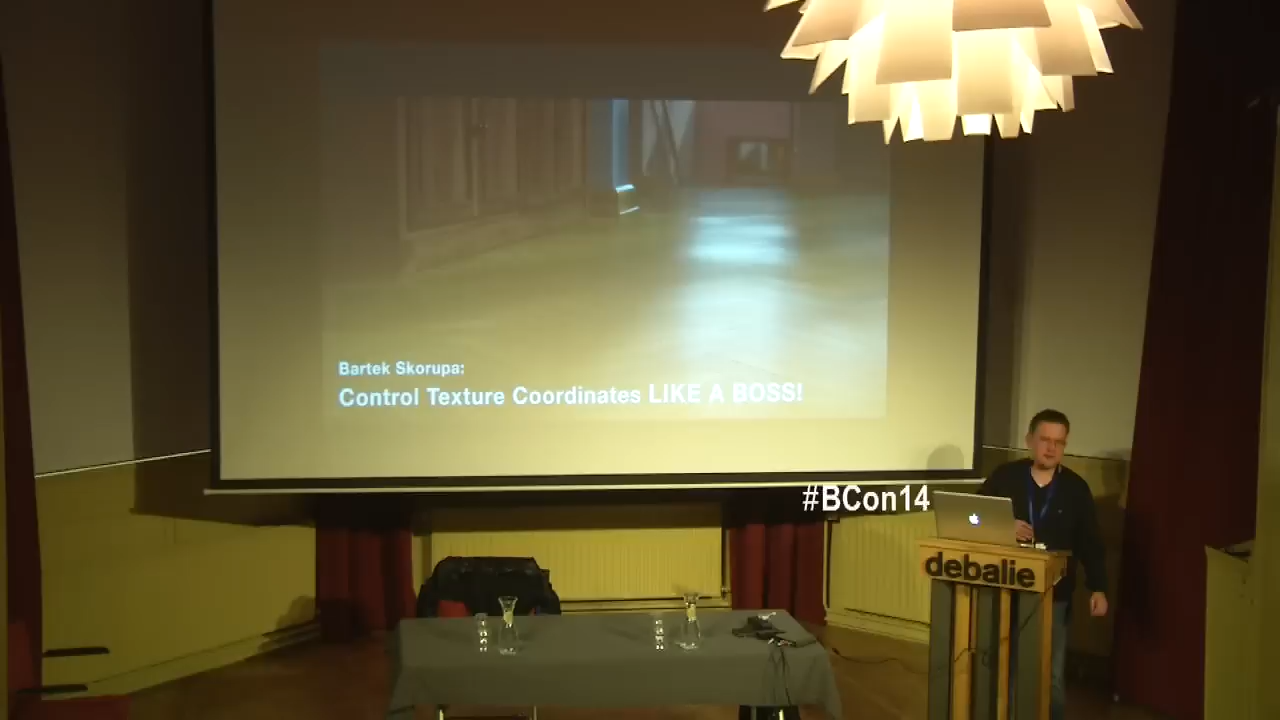 Bartek Skorupa:
Control Texture Coordinates LIKE A BOSS!
#BCon14
debalie